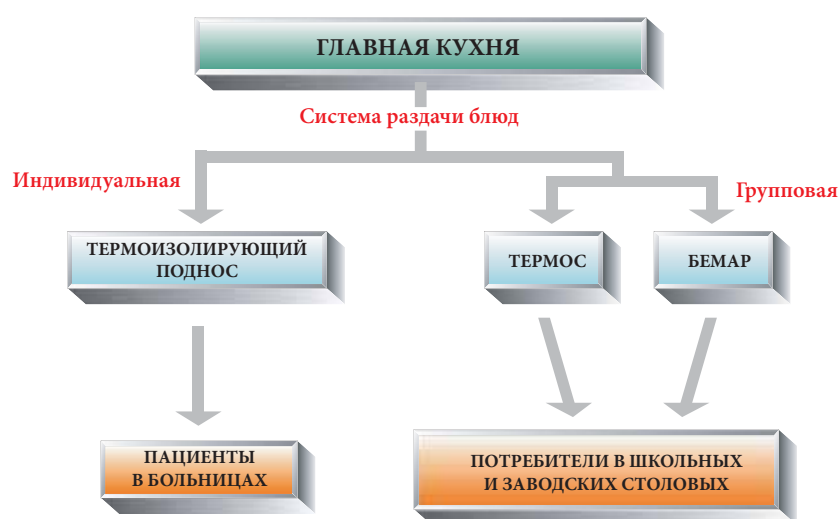 ГЛАВНАЯ КУХНЯ
Система раздачи блюд
Индивидуальная
Групповая
ТЕРМОИЗОЛИРУЮЩИЙ
ПОДНОС
ТЕРМОС
БЕМАР
ПАЦИЕНТЫ
В БОЛЬНИЦАХ
ПОТРЕБИТЕЛИ В ШКОЛЬНЫХ
И ЗАВОДСКИХ СТОЛОВЫХ